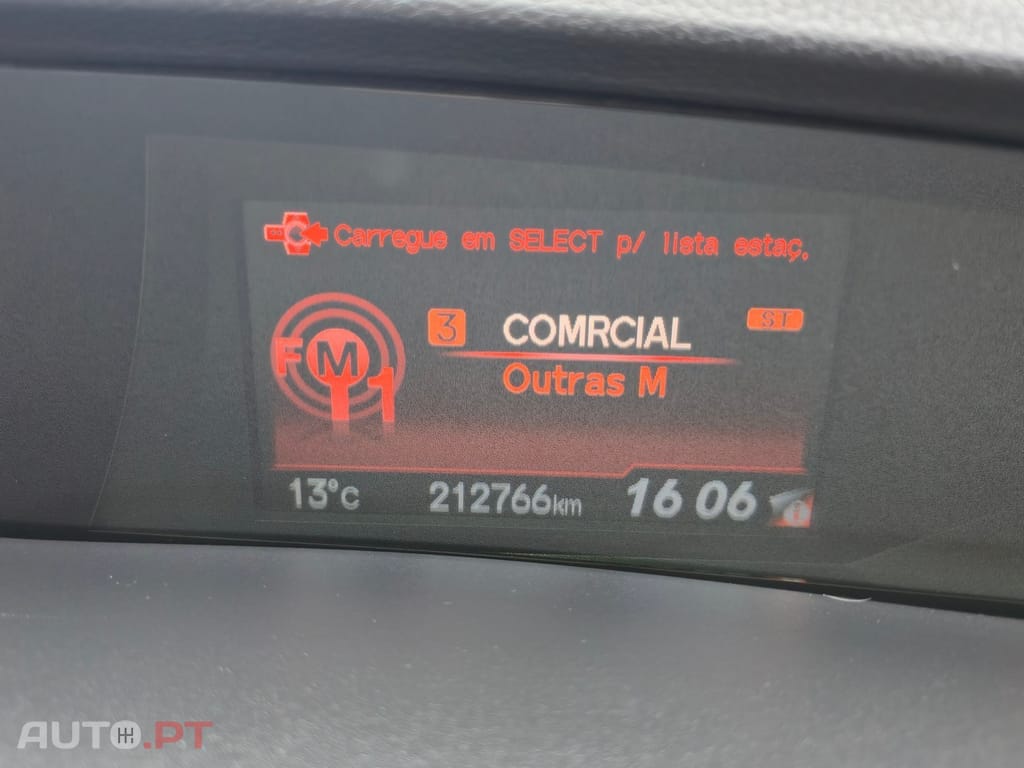 Carregue em SELECT p/ lista estaç.
FM1
3 COMRCIAL ST
Outras M
13°C 212766km 16 06 i
AUTO.PT